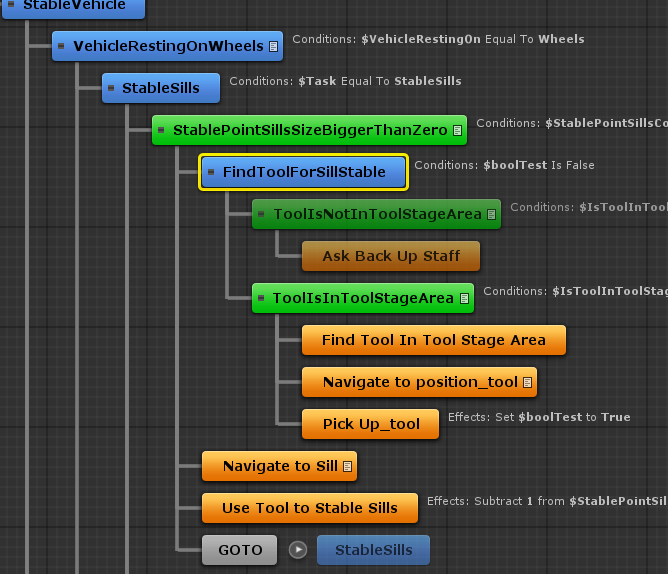 StableVehicle
VehicleRestingOnWheels Conditions: $VehicleRestingOn Equal To Wheels
StableSills Conditions: $Task Equal To StableSills
StablePointSillsSizeBiggerThanZero Conditions: $StablePointSillsCo
FindToolForSillStable Conditions: $boolTest Is False
ToolIsNotInToolStageArea Conditions: $IsToolInTool
Ask Back Up Staff
ToolIsInToolStageArea Conditions: $IsToolInToolStag
Find Tool In Tool Stage Area
Navigate to position_tool
Pick Up_tool Effects: Set $boolTest to True
Navigate to Sill
Use Tool to Stable Sills Effects: Subtract 1 from $StablePointSil
GOTO StableSills